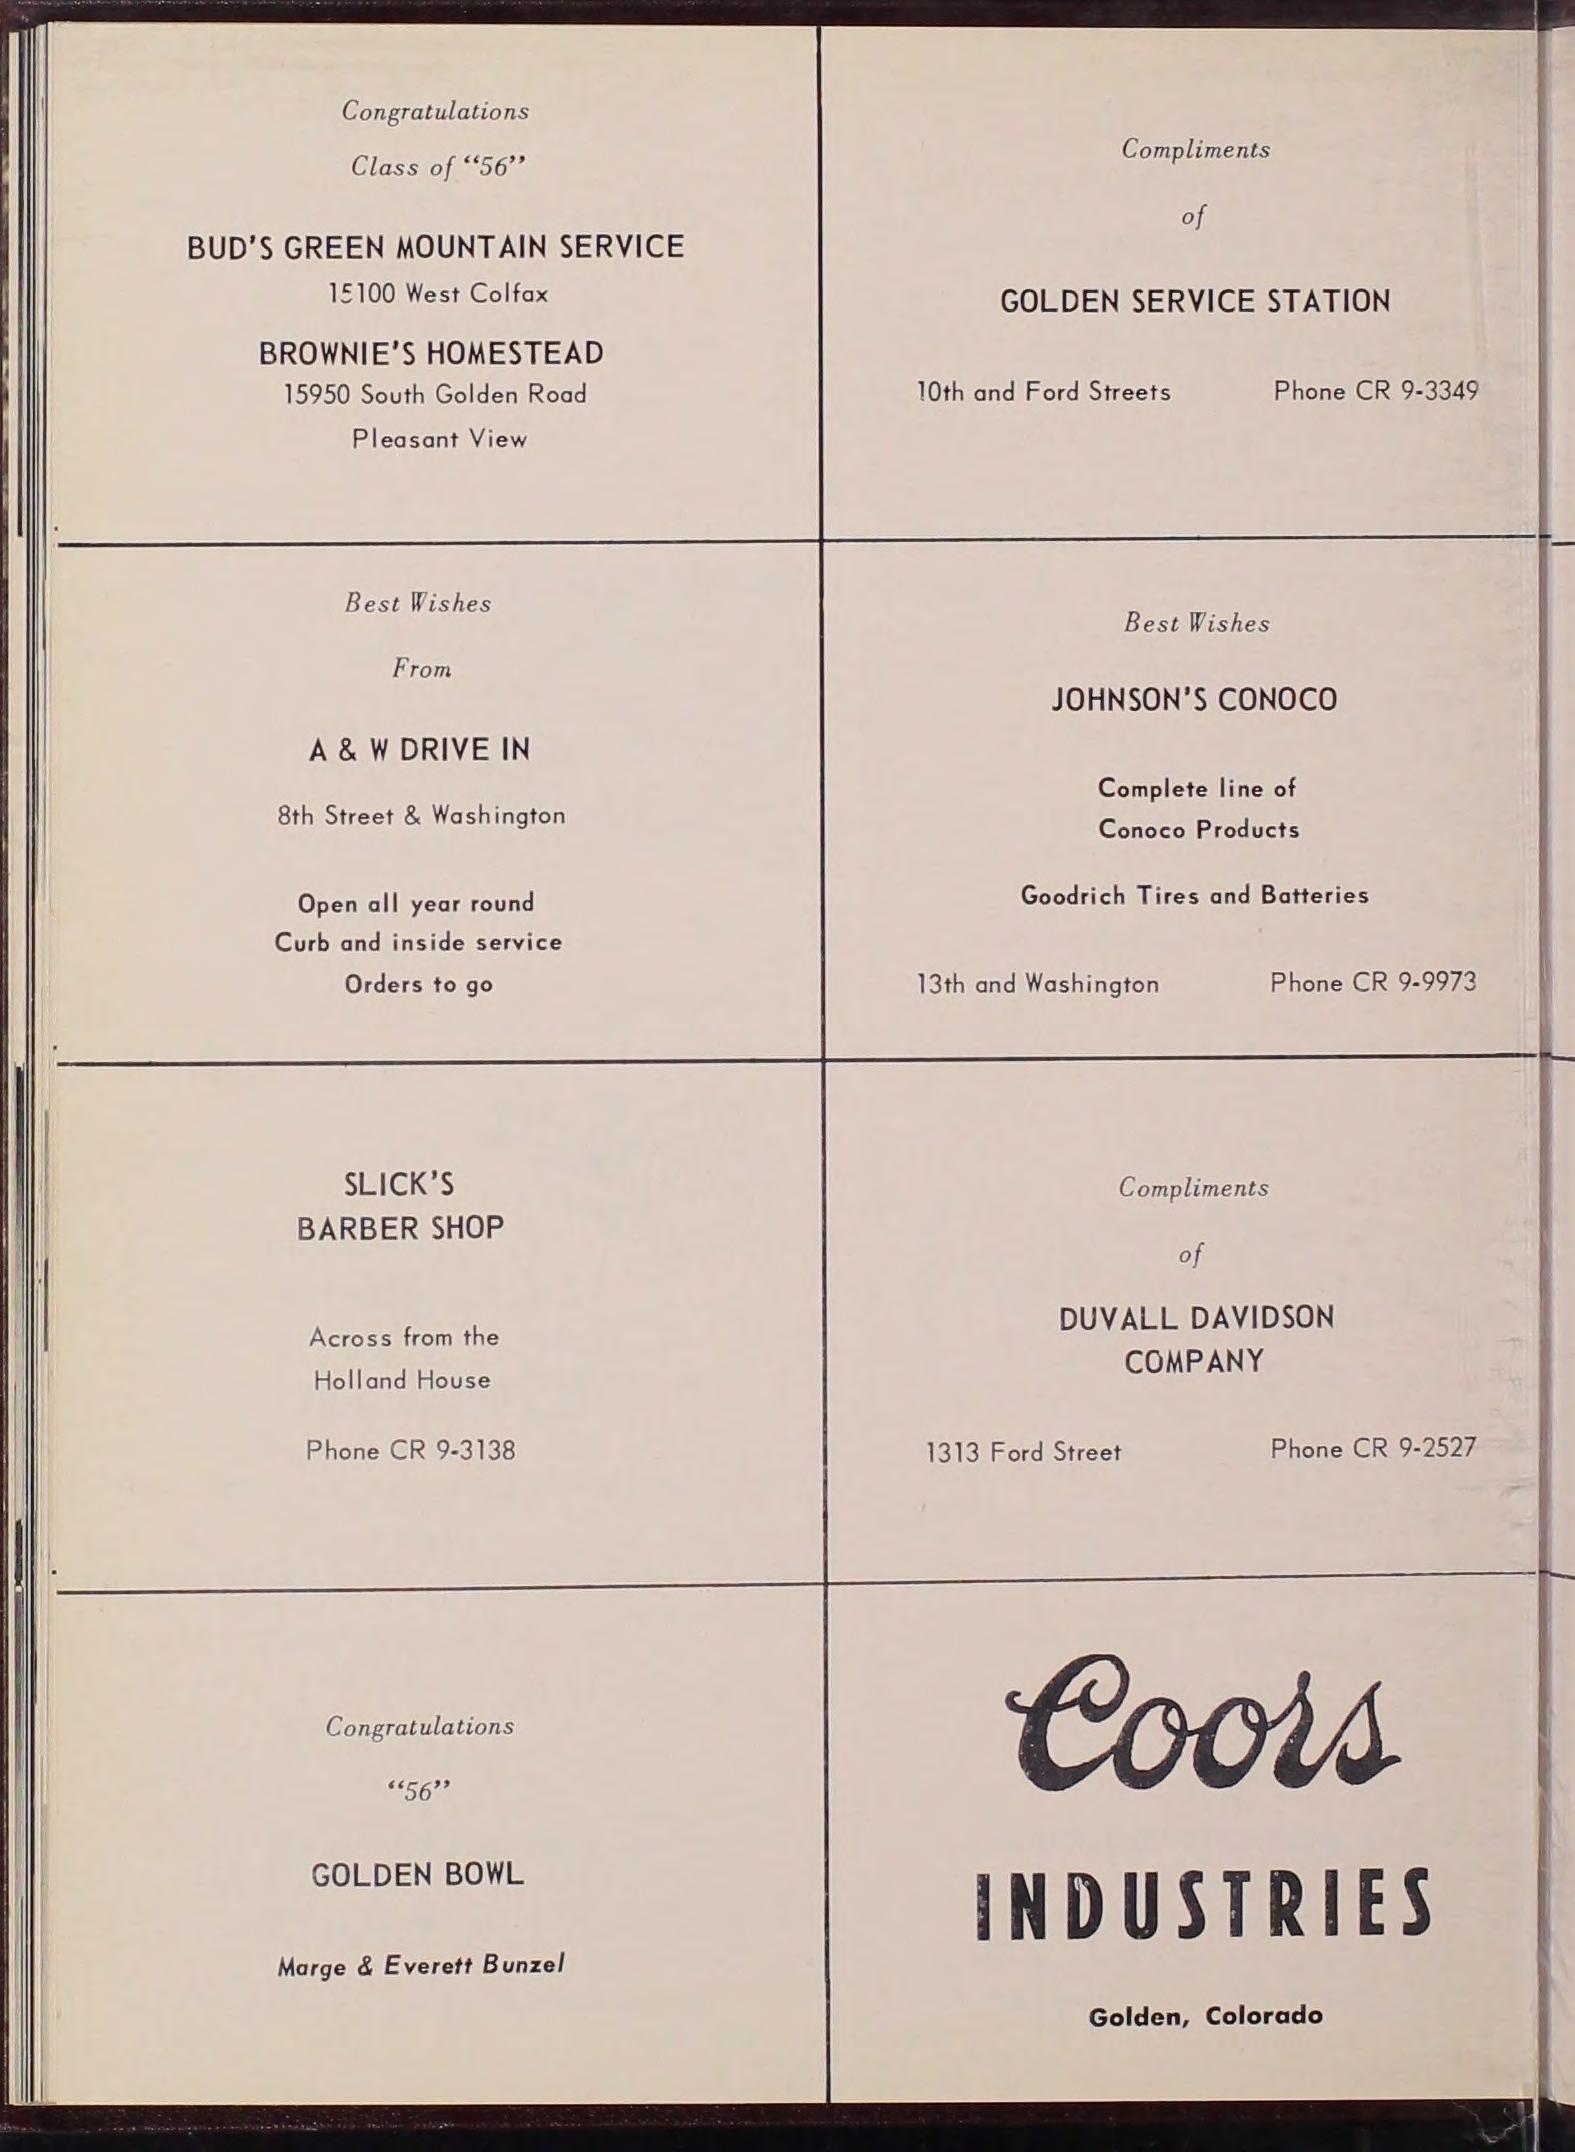 Congratulations
Class of “56”
BUD'S GREEN MOUNTAIN SERVICE
15100 West Colfax
BROWNIE'S HOMESTEAD
15950 South Golden Road
Pleasant View
Compliments
of
GOLDEN SERVICE STATION
10th and Ford Streets Phone CR 9-3349
Best Wishes
From
A & W DRIVE IN
8th Street & Washington
Open all year round
Curb and inside service
Orders to go
Best Wishes
JOHNSON'S CONOCO
Complete line of
Conoco Products
Goodrich Tires and Batteries
13th and Washington Phone CR 9-9973
SLICK'S
BARBER SHOP
Across from the
Holland House
Phone CR 9-3138
Compliments
of
DUVALL DAVIDSON
COMPANY
1313 Ford Street Phone CR 9-2527
Congratulations
“56”
GOLDEN BOWL
Marge & Everett Bunzel
Coors
INDUSTRIES
Golden, Colorado